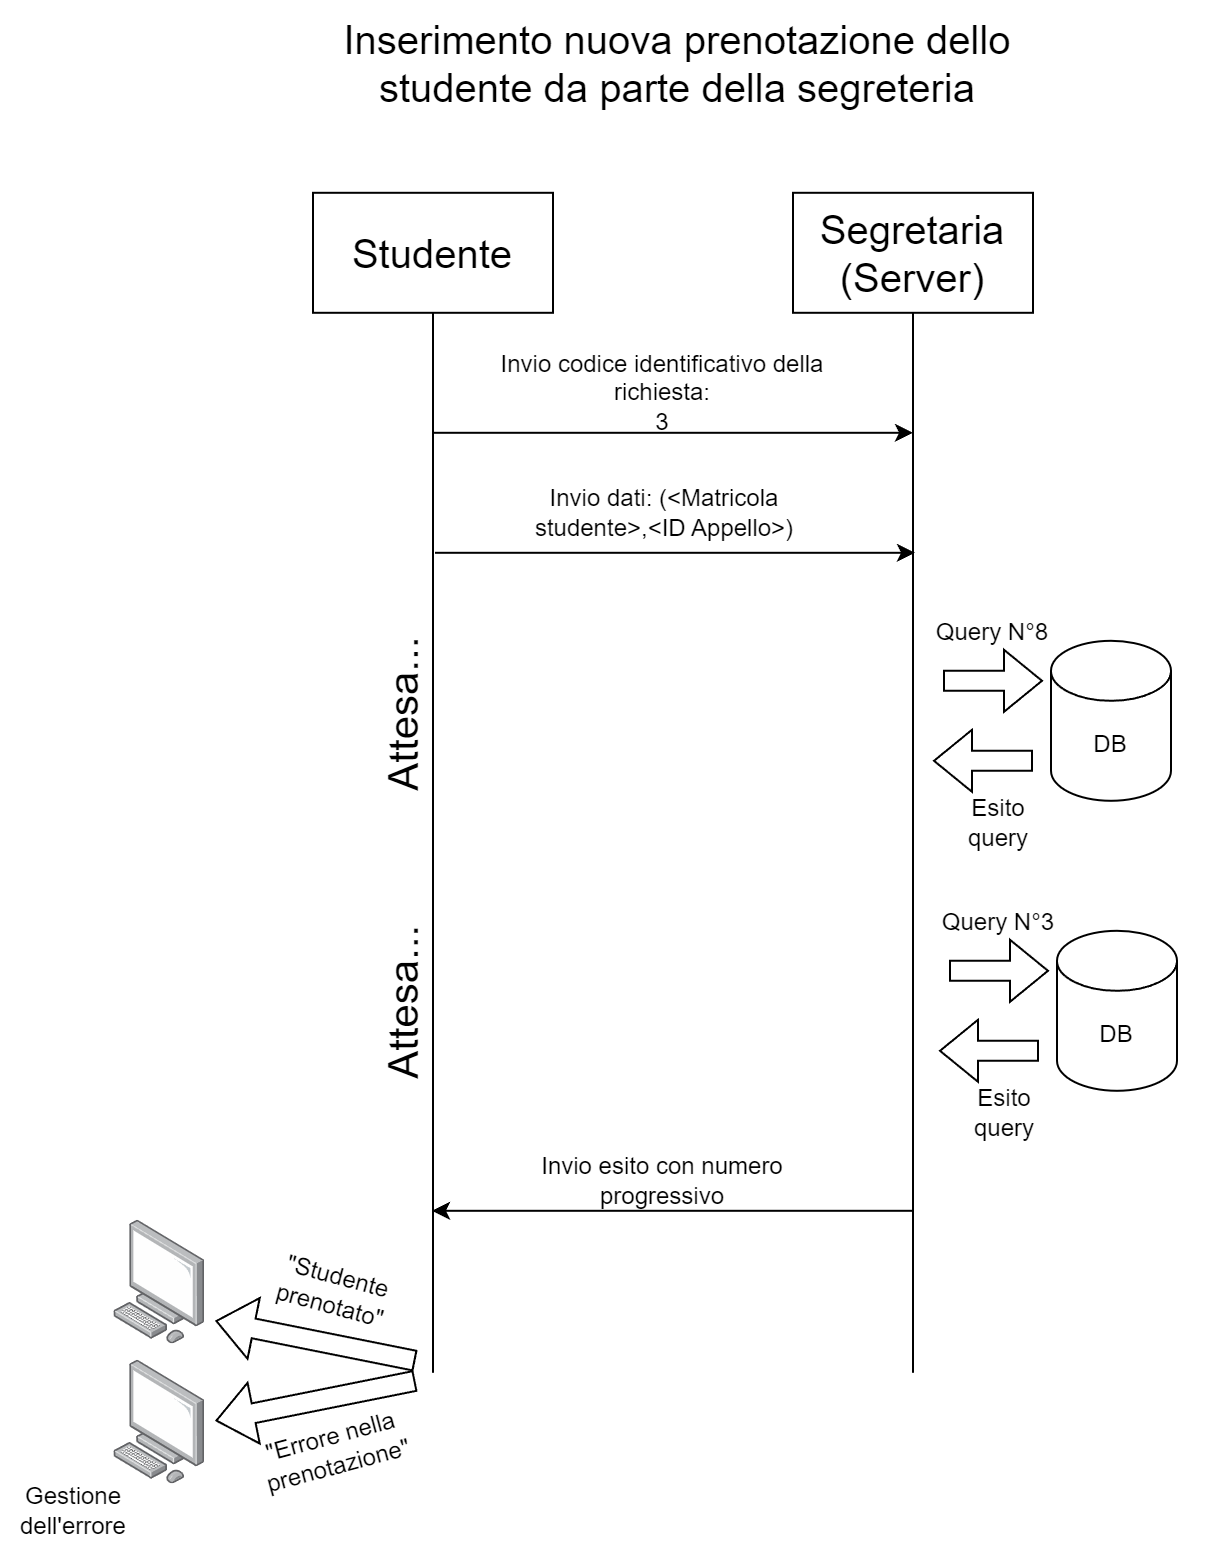 Inserimento nuova prenotazione dello
studente da parte della segreteria
Studente
Segretaria
(Server)
Invio codice identificativo della
richiesta:
3
Invio dati: (<Matricola
studente>,<ID Appello>)
Attesa...
Query N°8
DB
Esito
query
Attesa...
Query N°3
DB
Esito
query
Invio esito con numero
progressivo
"Studente
prenotato"
"Errore nella
prenotazione"
Gestione
dell'errore